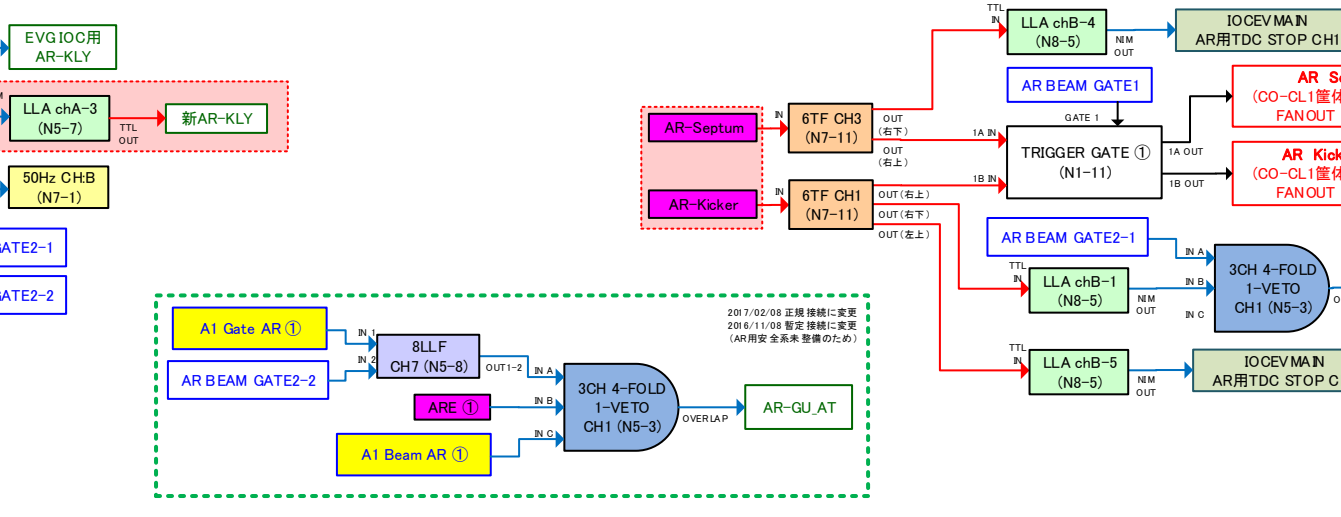 EVG IOC用
AR-KLY
LLA chA-3
(N5-7)
TTL
OUT
新AR-KLY
50Hz CH:B
(N7-1)
GATE2-1
GATE2-2
A1 Gate AR ①
AR BEAM GATE2-2
IN 1
IN 2
8LLF
CH7 (N5-8)
OUT1-2
ARE ①
A1 Beam AR ①
IN A
IN B
IN C
3CH 4-FOLD
1-VETO
CH1 (N5-3)
OVERLAP
AR-GU_AT
2017/02/08 正規接続に変更
2016/11/08 暫定接続に変更
(AR用安全系未整備のため)
AR-Septum
AR-Kicker
IN
6TF CH3
(N7-11)
OUT
(右下)
OUT
(右上)
IN
6TF CH1
(N7-11)
OUT(右上)
OUT(右下)
OUT(左上)
TTL
IN
LLA chB-4
(N8-5)
NIM
OUT
IOCEVMAIN
AR用TDC STOP CH1
AR BEAM GATE1
GATE 1
1A IN
1B IN
TRIGGER GATE ①
(N1-11)
1A OUT
1B OUT
AR Se
(CO-CL1筐体
FANOUT
AR Kick
(CO-CL1筐体
FANOUT
AR BEAM GATE2-1
TTL
IN
LLA chB-1
(N8-5)
NIM
OUT
IN A
IN B
IN C
3CH 4-FOLD
1-VETO
CH1 (N5-3)
TTL
IN
LLA chB-5
(N8-5)
NIM
OUT
IOCEVMAIN
AR用TDC STOP C